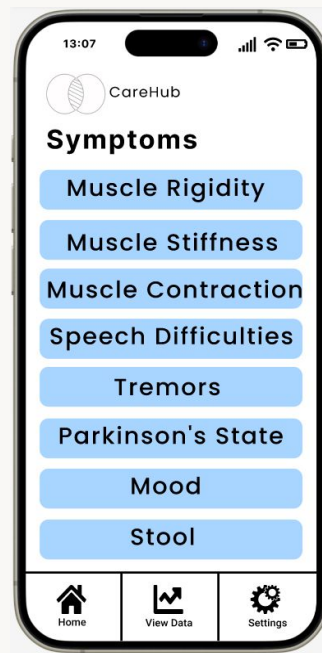 13:07
CareHub
Symptoms
Muscle Rigidity
Muscle Stiffness
Muscle Contraction
Speech Difficulties
Tremors
Parkinson's State
Mood
Stool
Home View Data Settings